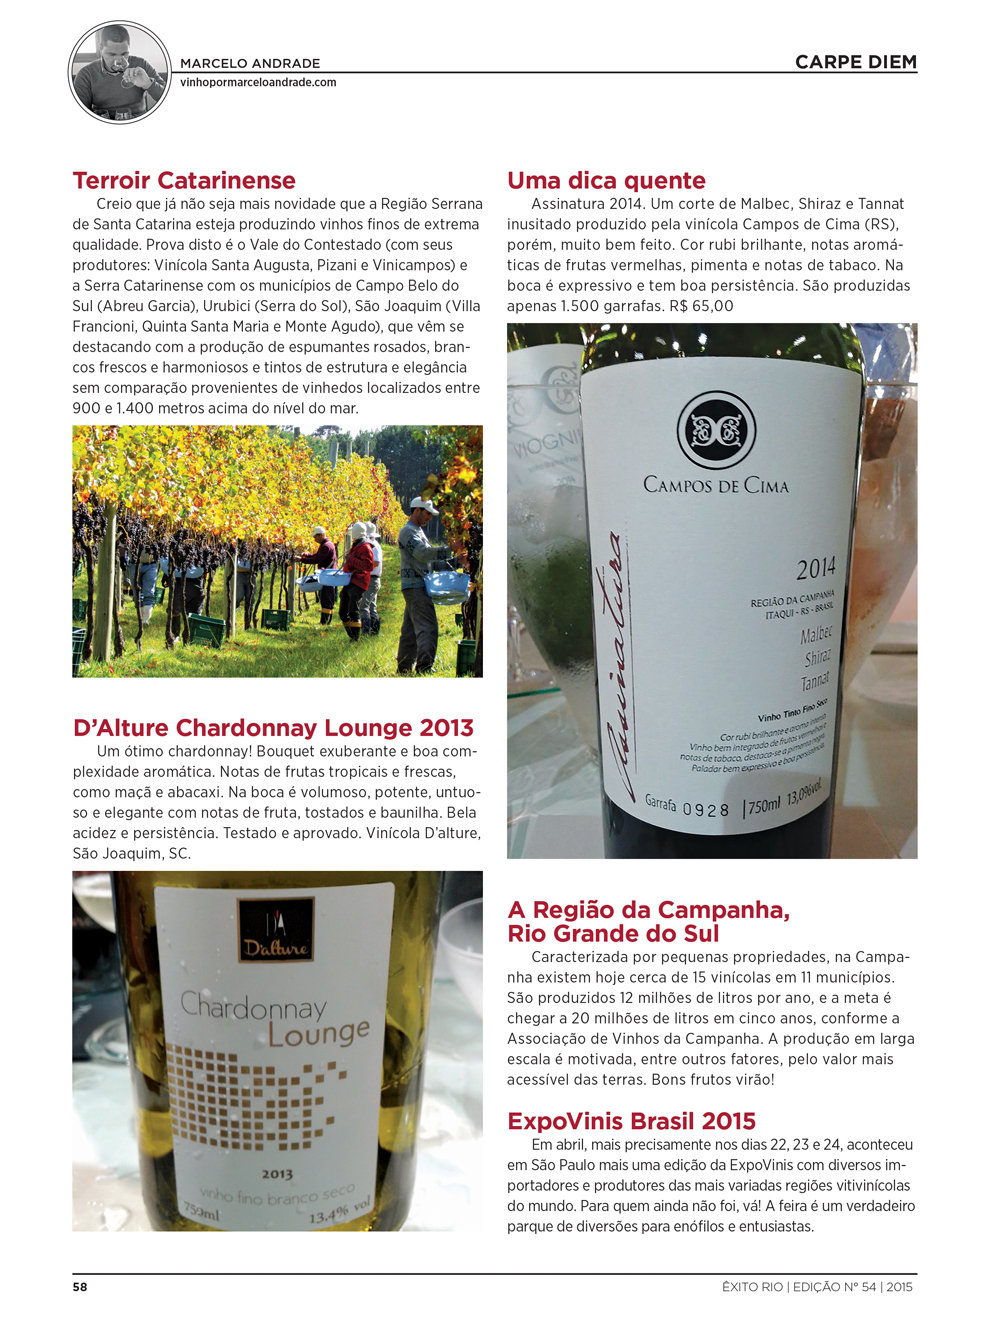 MARCELO ANDRADE
vinhopormarceloandrade.com
CARPE DIEM
Terroir Catarinense
Creio que já não seja mais novidade que a Região Serrana
de Santa Catarina esteja produzindo vinhos finos de extrema
qualidade. Prova disto é o Vale do Contestado (com seus
produtores: Vinícola Santa Augusta, Pizani e Vinicampos) e
a Serra Catarinense com os municípios de Campo Belo do
Sul (Abreu Garcia), Urubici (Serra do Sol), São Joaquim (Villa
Francioni, Quinta Santa Maria e Monte Agudo), que vêm se
destacando com a produção de espumantes rosados, bran-
cos frescos e harmoniosos e tintos de estrutura e elegância
sem comparação provenientes de vinhedos localizados entre
900 e 1.400 metros acima do nível do mar.
D’Alture Chardonnay Lounge 2013
Um ótimo chardonnay! Bouquet exuberante e boa com-
plexidade aromática. Notas de frutas tropicais e frescas,
como maçã e abacaxi. Na boca é volumoso, potente, untuo-
so e elegante com notas de fruta, tostados e baunilha. Bela
acidez e persistência. Testado e aprovado. Vinícola D’alture,
São Joaquim, SC.
D'A
D'alture
Chardonnay
Lounge
2013
vinho fino branco seco
750ml 13.4% vol
Uma dica quente
Assinatura 2014. Um corte de Malbec, Shiraz e Tannat
inusitado produzido pela vinícola Campos de Cima (RS),
porém, muito bem feito. Cor rubi brilhante, notas aromá-
ticas de frutas vermelhas, pimenta e notas de tabaco. Na
boca é expressivo e tem boa persistência. São produzidas
apenas 1.500 garrafas. R$ 65,00
VIOGNI
CAMPOS DE CIMA
Assinatura
2014
REGIÃO DA CAMPANHA
ITAQUI - RS - BRASIL
Malbec
Shiraz
Tannat
Vinho Tinto Fino Seco
Cor rubi brilhante e aroma intenso.
Vinho bem integrado de frutas vermelhas e
notas de tabaco, destaca-se a pimenta negra.
Paladar bem expressivo e boa persistência.
Garrafa 0928 |750ml 13,0%vol.
A Região da Campanha,
Rio Grande do Sul
Caracterizada por pequenas propriedades, na Campa-
nha existem hoje cerca de 15 vinícolas em 11 municípios.
São produzidos 12 milhões de litros por ano, e a meta é
chegar a 20 milhões de litros em cinco anos, conforme a
Associação de Vinhos da Campanha. A produção em larga
escala é motivada, entre outros fatores, pelo valor mais
acessível das terras. Bons frutos virão!
ExpoVinis Brasil 2015
Em abril, mais precisamente nos dias 22, 23 e 24, aconteceu
em São Paulo mais uma edição da ExpoVinis com diversos im-
portadores e produtores das mais variadas regiões vitivinícolas
do mundo. Para quem ainda não foi, vá! A feira é um verdadeiro
parque de diversões para enófilos e entusiastas.
58
ÊXITO RIO | EDIÇÃO Nº 54 | 2015